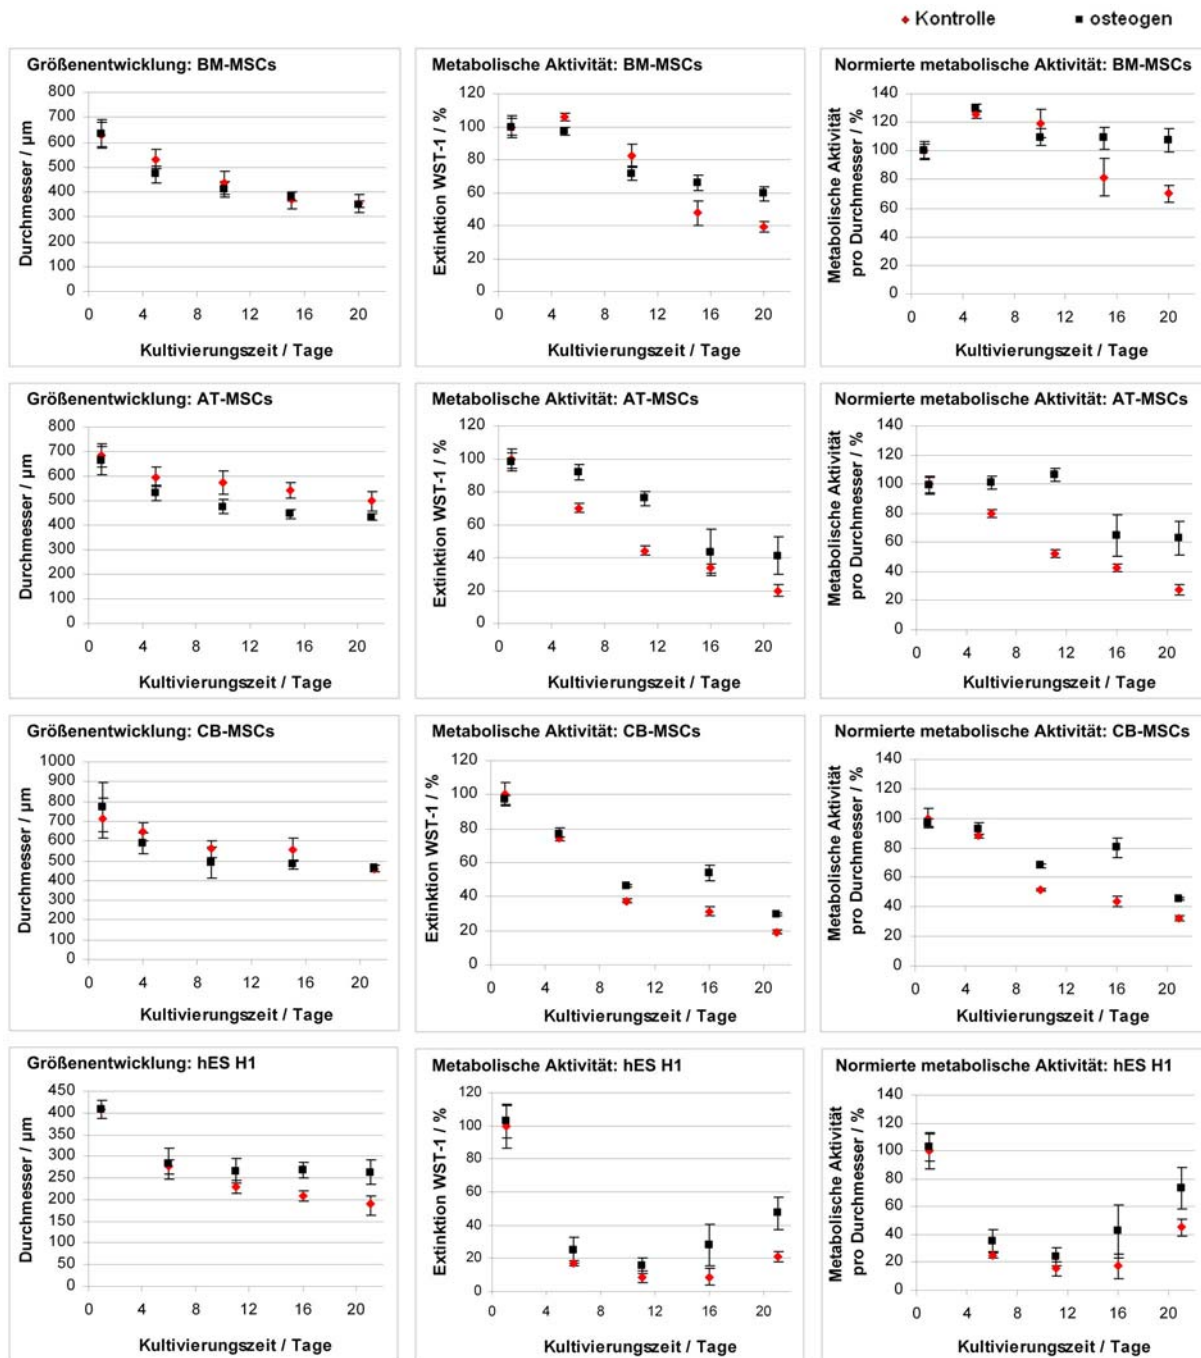 Kontrolle osteogen
Größenentwicklung: BM-MSCs
Durchmesser / µm
800
700
600
500
400
300
200
100
0
0 4 8 12 16 20
Kultivierungszeit / Tage
Metabolische Aktivität: BM-MSCs
Extinktion WST-1 / %
120
100
80
60
40
20
0
0 4 8 12 16 20
Kultivierungszeit / Tage
Normierte metabolische Aktivität: BM-MSCs
Metabolische Aktivität
pro Durchmesser / %
140
120
100
80
60
40
20
0
0 4 8 12 16 20
Kultivierungszeit / Tage
Größenentwicklung: AT-MSCs
Durchmesser / µm
800
700
600
500
400
300
200
100
0
0 4 8 12 16 20
Kultivierungszeit / Tage
Metabolische Aktivität: AT-MSCs
Extinktion WST-1 / %
120
100
80
60
40
20
0
0 4 8 12 16 20
Kultivierungszeit / Tage
Normierte metabolische Aktivität: AT-MSCs
Metabolische Aktivität
pro Durchmesser / %
140
120
100
80
60
40
20
0
0 4 8 12 16 20
Kultivierungszeit / Tage
Größenentwicklung: CB-MSCs
Durchmesser / µm
1000
900
800
700
600
500
400
300
200
100
0
0 4 8 12 16 20
Kultivierungszeit / Tage
Metabolische Aktivität: CB-MSCs
Extinktion WST-1 / %
120
100
80
60
40
20
0
0 4 8 12 16 20
Kultivierungszeit / Tage
Normierte metabolische Aktivität: CB-MSCs
Metabolische Aktivität
pro Durchmesser / %
140
120
100
80
60
40
20
0
0 4 8 12 16 20
Kultivierungszeit / Tage
Größenentwicklung: hES H1
Durchmesser / µm
450
400
350
300
250
200
150
100
50
0
0 4 8 12 16 20
Kultivierungszeit / Tage
Metabolische Aktivität: hES H1
Extinktion WST-1 / %
120
100
80
60
40
20
0
0 4 8 12 16 20
Kultivierungszeit / Tage
Normierte metabolische Aktivität: hES H1
Metabolische Aktivität
pro Durchmesser / %
140
120
100
80
60
40
20
0
0 4 8 12 16 20
Kultivierungszeit / Tage